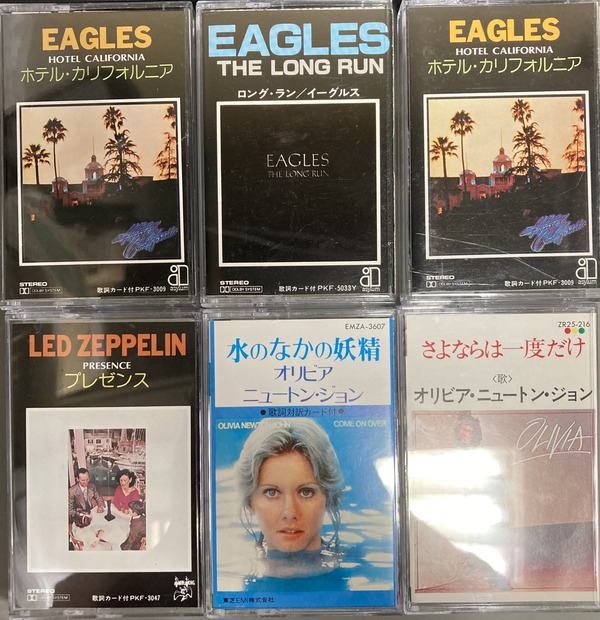 EAGLES
HOTEL CALIFORNIA
ホテル・カリフォルニア
STEREO
DOLBY SYSTEM
歌詞カード付 PKF-3009
asylum
EAGLES
THE LONG RUN
ロング・ラン/イーグルス
EAGLES
THE LONG RUN
STEREO
DOLBY SYSTEM
歌詞カード付 PKF-5033Y
asylum
EAGLES
HOTEL CALIFORNIA
ホテル・カリフォルニア
STEREO
DOLBY SYSTEM
歌詞カード付 PKF-3009
asylum
LED ZEPPELIN
PRESENCE
プレゼンス
STEREO
DOLBY SYSTEM
歌詞カード付 PKF-3047
EMZA-3607
水のなかの妖精
オリビア
ニュートン・ジョン
●歌詞対訳カード付●
OLIVIA NEWTON-JOHN COME ON OVER
東芝EMI株式会社
ZR25-216
さよならは一度だけ
〈歌〉
オリビア・ニュートン・ジョン
OLIVIA